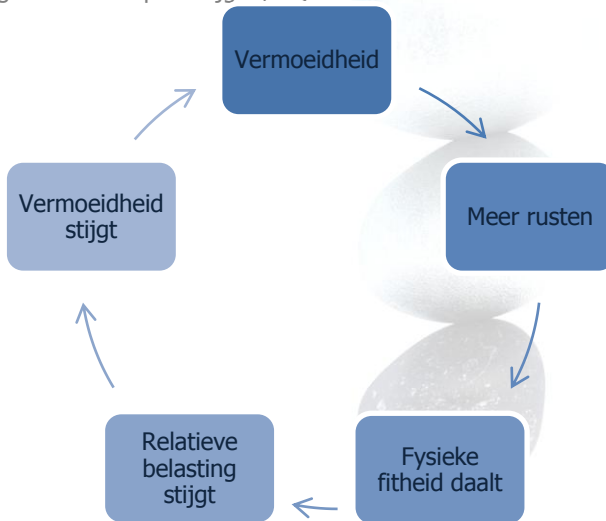 Vermoeidheid
Meer rusten
Fysieke
fitheid daalt
Relatieve
belasting
stijgt
Vermoeidheid
stijgt